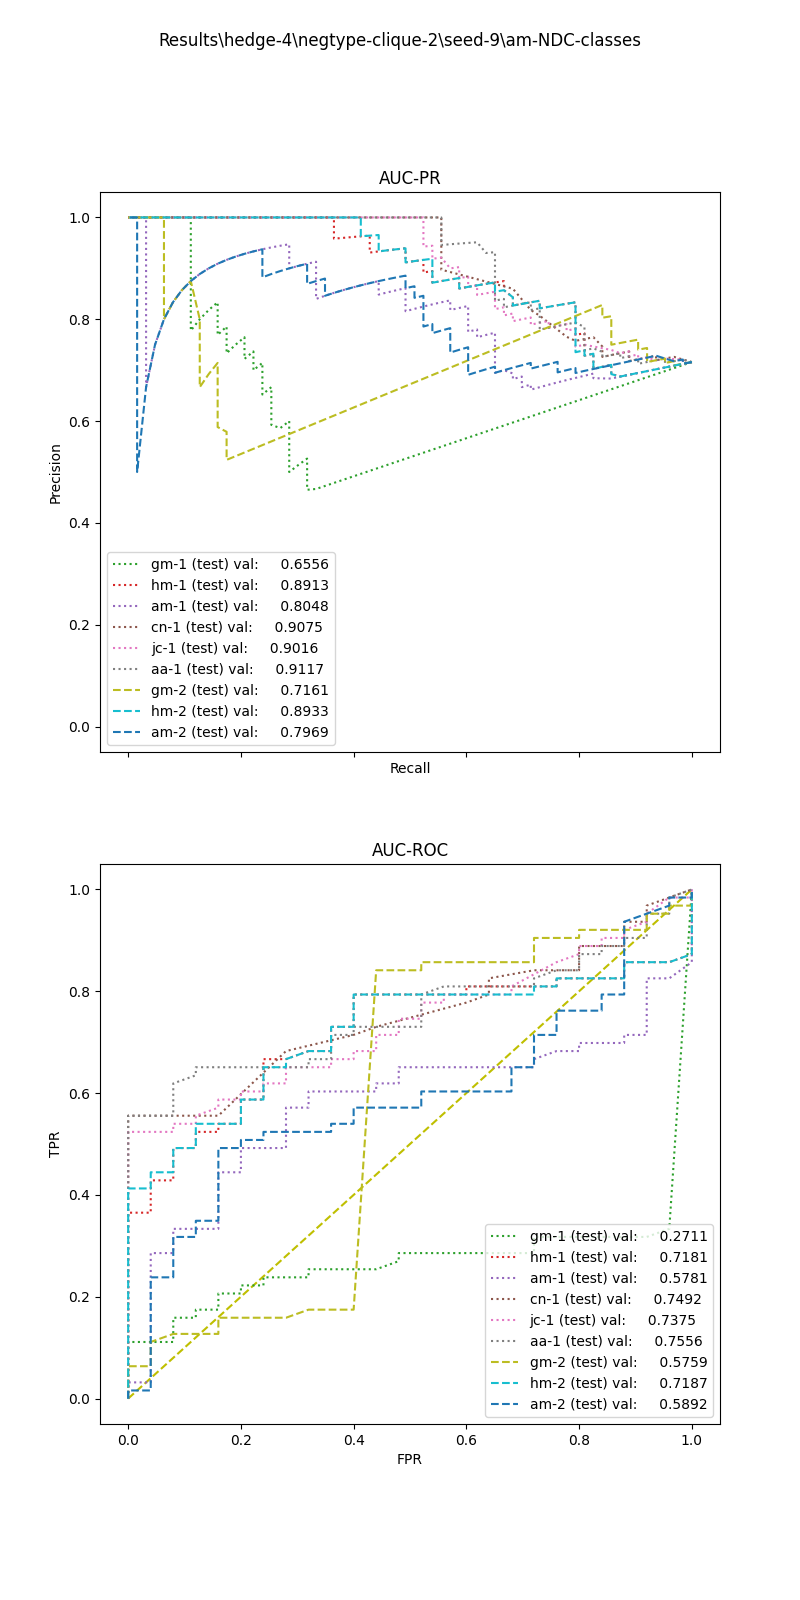 Results\hedge-4\negtype-clique-2\seed-9\am-NDC-classes
AUC-PR
1.0
0.8
0.6
0.4
0.2
0.0
Precision
gm-1 (test) val: 0.6556
hm-1 (test) val: 0.8913
am-1 (test) val: 0.8048
cn-1 (test) val: 0.9075
jc-1 (test) val: 0.9016
aa-1 (test) val: 0.9117
gm-2 (test) val: 0.7161
hm-2 (test) val: 0.8933
am-2 (test) val: 0.7969
Recall
AUC-ROC
1.0
0.8
0.6
0.4
0.2
0.0
TPR
gm-1 (test) val: 0.2711
hm-1 (test) val: 0.7181
am-1 (test) val: 0.5781
cn-1 (test) val: 0.7492
jc-1 (test) val: 0.7375
aa-1 (test) val: 0.7556
gm-2 (test) val: 0.5759
hm-2 (test) val: 0.7187
am-2 (test) val: 0.5892
0.0 0.2 0.4 0.6 0.8 1.0
FPR